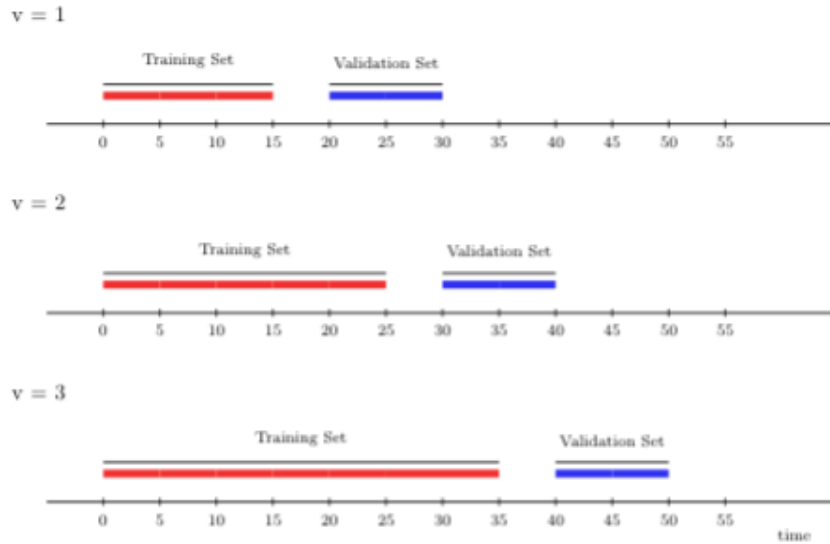 v = 1
Training Set Validation Set
0 5 10 15 20 25 30 35 40 45 50 55
v = 2
Training Set Validation Set
0 5 10 15 20 25 30 35 40 45 50 55
v = 3
Training Set Validation Set
0 5 10 15 20 25 30 35 40 45 50 55
time